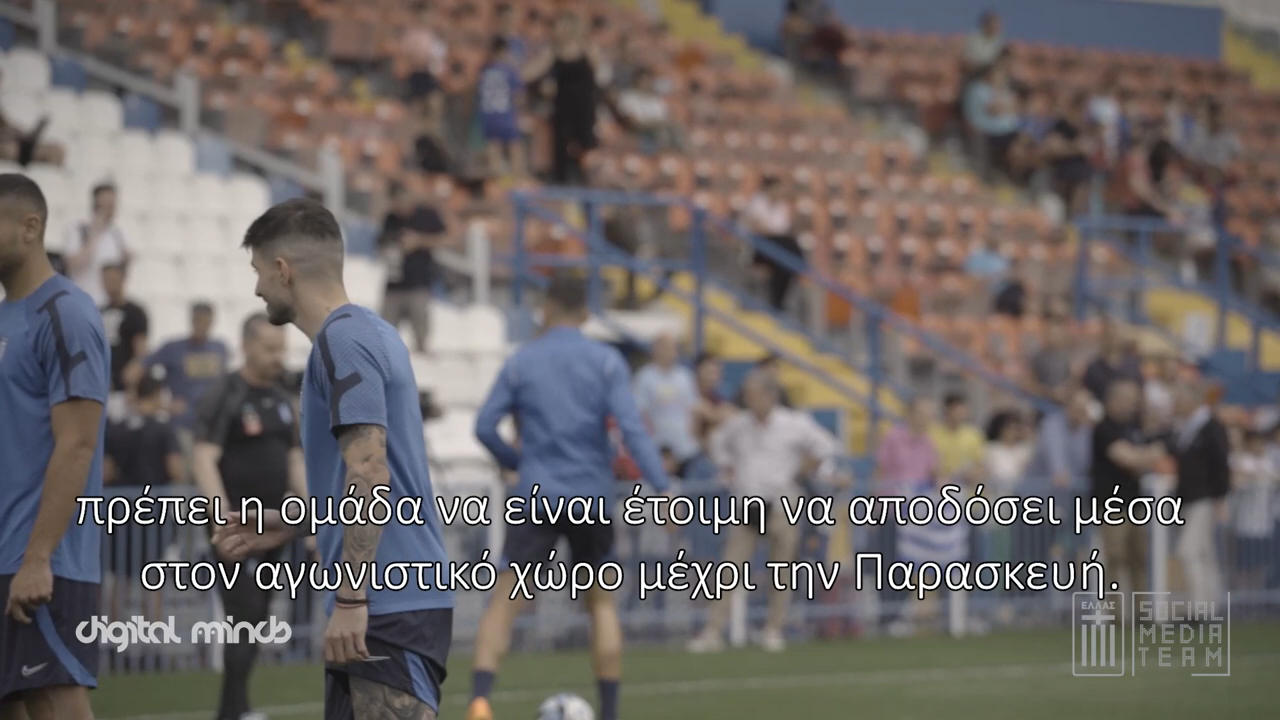 πρέπει η ομάδα να είναι έτοιμη να αποδόσει μέσα
στον αγωνιστικό χώρο μέχρι την Παρασκευή.
digital minds
ΕΛΛΑΣ
SOCIAL
MEDIA
TEAM